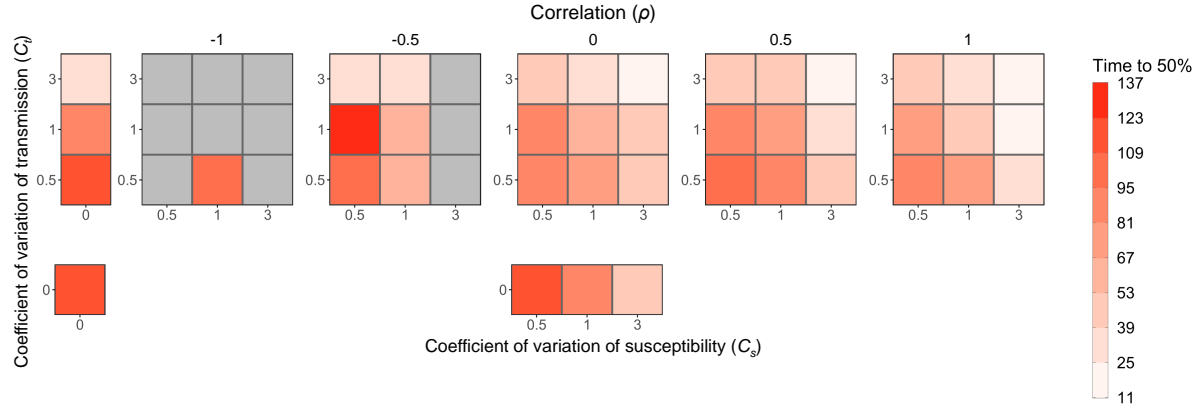 Correlation (ρ)
-1 -0.5 0 0.5 1
Coefficient of variation of transmission (Cₜ)
3 3 3 3 3 3
1 1 1 1 1 1
0.5 0.5 0.5 0.5 0.5 0.5
0 0.5 1 3 0.5 1 3 0.5 1 3 0.5 1 3 0.5 1 3
0 0
0 0.5 1 3
Coefficient of variation of susceptibility (Cₛ)
Time to 50%
137
123
109
95
81
67
53
39
25
11